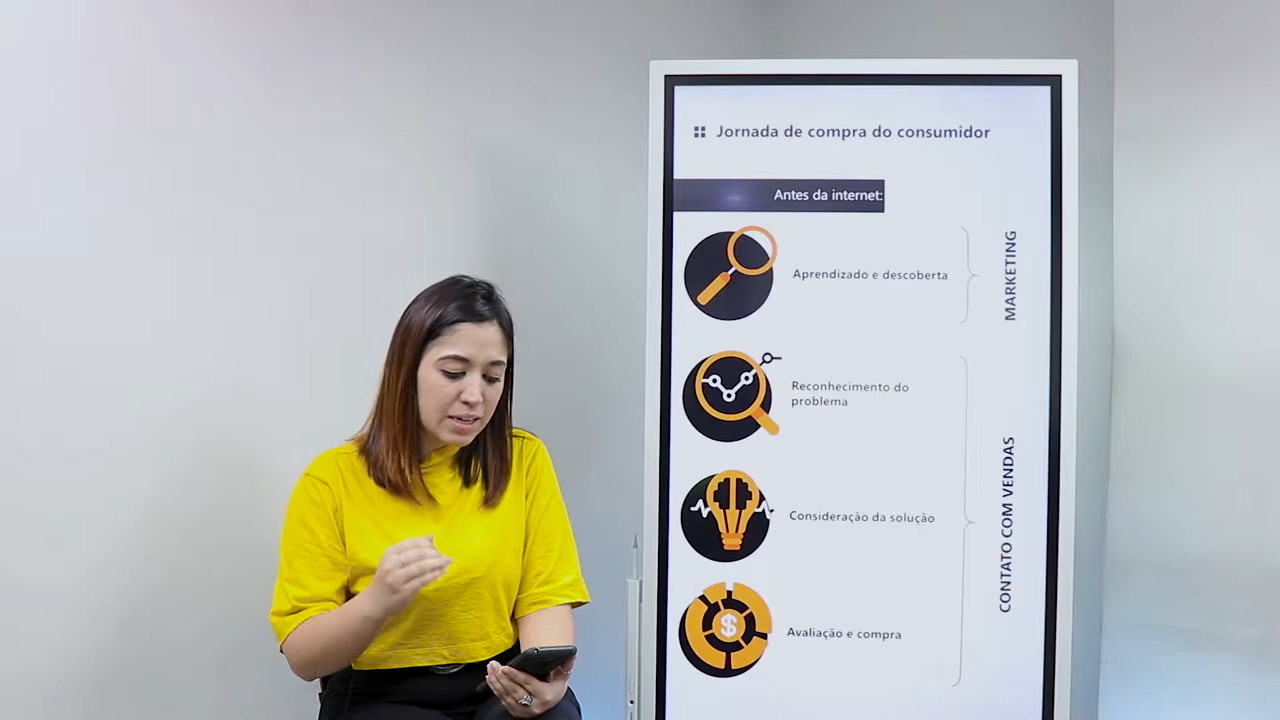 Jornada de compra do consumidor
Antes da internet:
Aprendizado e descoberta
MARKETING
Reconhecimento do
problema
Consideração da solução
Avaliação e compra
CONTATO COM VENDAS
$